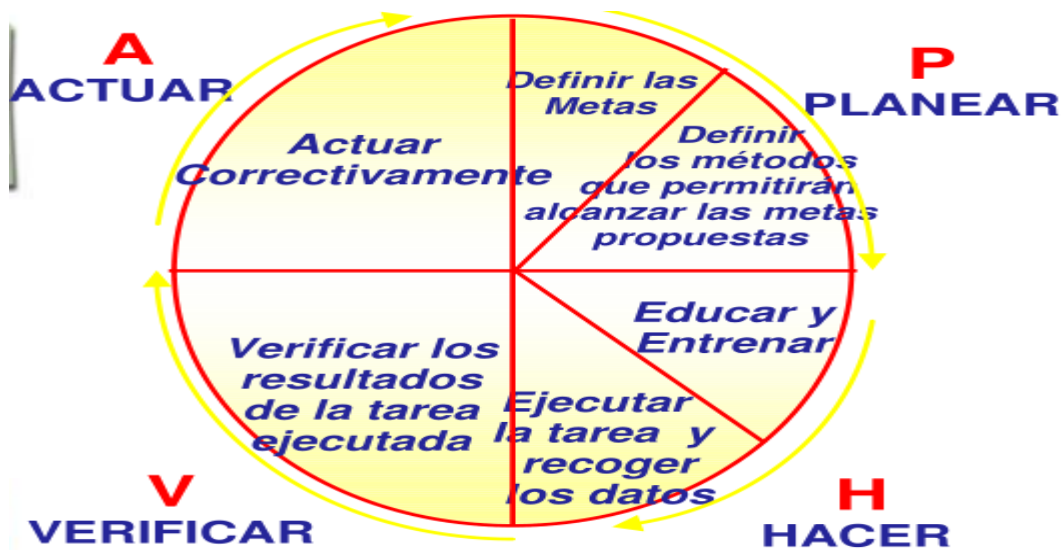 A
ACTUAR
P
PLANEAR
Definir las
Metas
Definir
los métodos
que permitirán
alcanzar las metas
propuestas
Actuar
Correctivamente
Educar y
Entrenar
Ejecutar
la tarea y
recoger
los datos
Verificar los
resultados
de la tarea
ejecutada
V
VERIFICAR
H
HACER